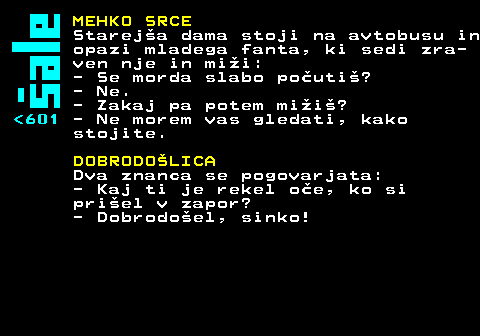 Šale
<601
MEHKO SRCE
Starejša dama stoji na avtobusu in
opazi mladega fanta, ki sedi zra-
ven nje in miži:
- Se morda slabo počutiš?
- Ne.
- Zakaj pa potem mižiš?
- Ne morem vas gledati, kako
stojite.
DOBRODOŠLICA
Dva znanca se pogovarjata:
- Kaj ti je rekel oče, ko si
prišel v zapor?
- Dobrodošel, sinko!